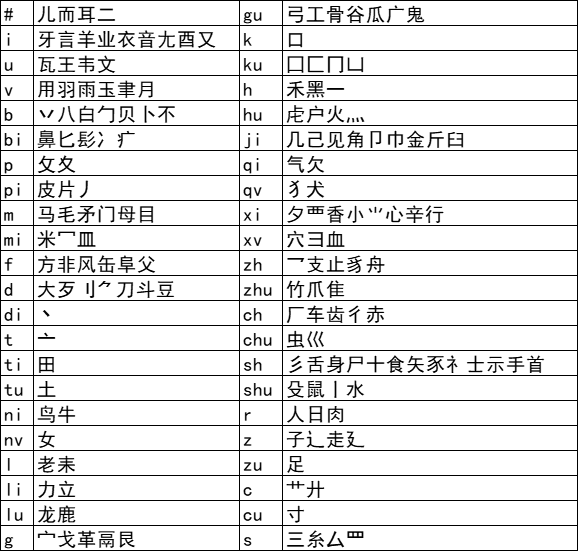 # 儿而耳二 gu 弓工骨谷瓜广鬼
i 牙言羊业衣音尢酉又 k 口
u 瓦王韦文 ku 囗匚冂凵
v 用羽雨玉聿月 h 禾黑一
b 丷八白勹贝卜不 hu 虍户火灬
bi 鼻匕髟冫疒 ji 几己见角卩巾金斤臼
p 攵爻 qi 气欠
pi 皮片丿 qv 犭犬
m 马毛矛门母目 xi 夕覀香小⺌心辛行
mi 米冖皿 xv 穴彐血
f 方非风缶阜父 zh 乛支止豸舟
d 大歹刂⺈刀斗豆 zhu 竹爪隹
di 丶 ch 厂车齿彳赤
t 亠 chu 虫巛
ti 田 sh 彡舌身尸十食矢豕礻士示手首
tu 土 shu 殳鼠丨水
ni 鸟牛 r 人日肉
nv 女 z 子辶走廴
l 老耒 zu 足
li 力立 c 艹廾
lu 龙鹿 cu 寸
g 宀戈革鬲艮 s 三糸厶罒